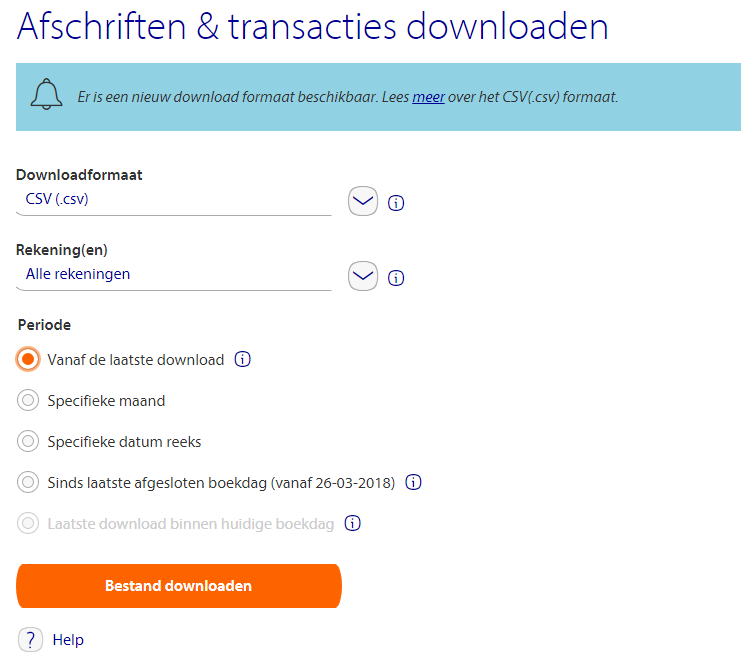 Afschriften & transacties downloaden
Er is een nieuw download formaat beschikbaar. Lees meer over het CSV(.csv) formaat.
Downloadformaat
CSV (.csv)
Rekening(en)
Alle rekeningen
Periode
Vanaf de laatste download
Specifieke maand
Specifieke datum reeks
Sinds laatste afgesloten boekdag (vanaf 26-03-2018)
Laatste download binnen huidige boekdag
Bestand downloaden
? Help